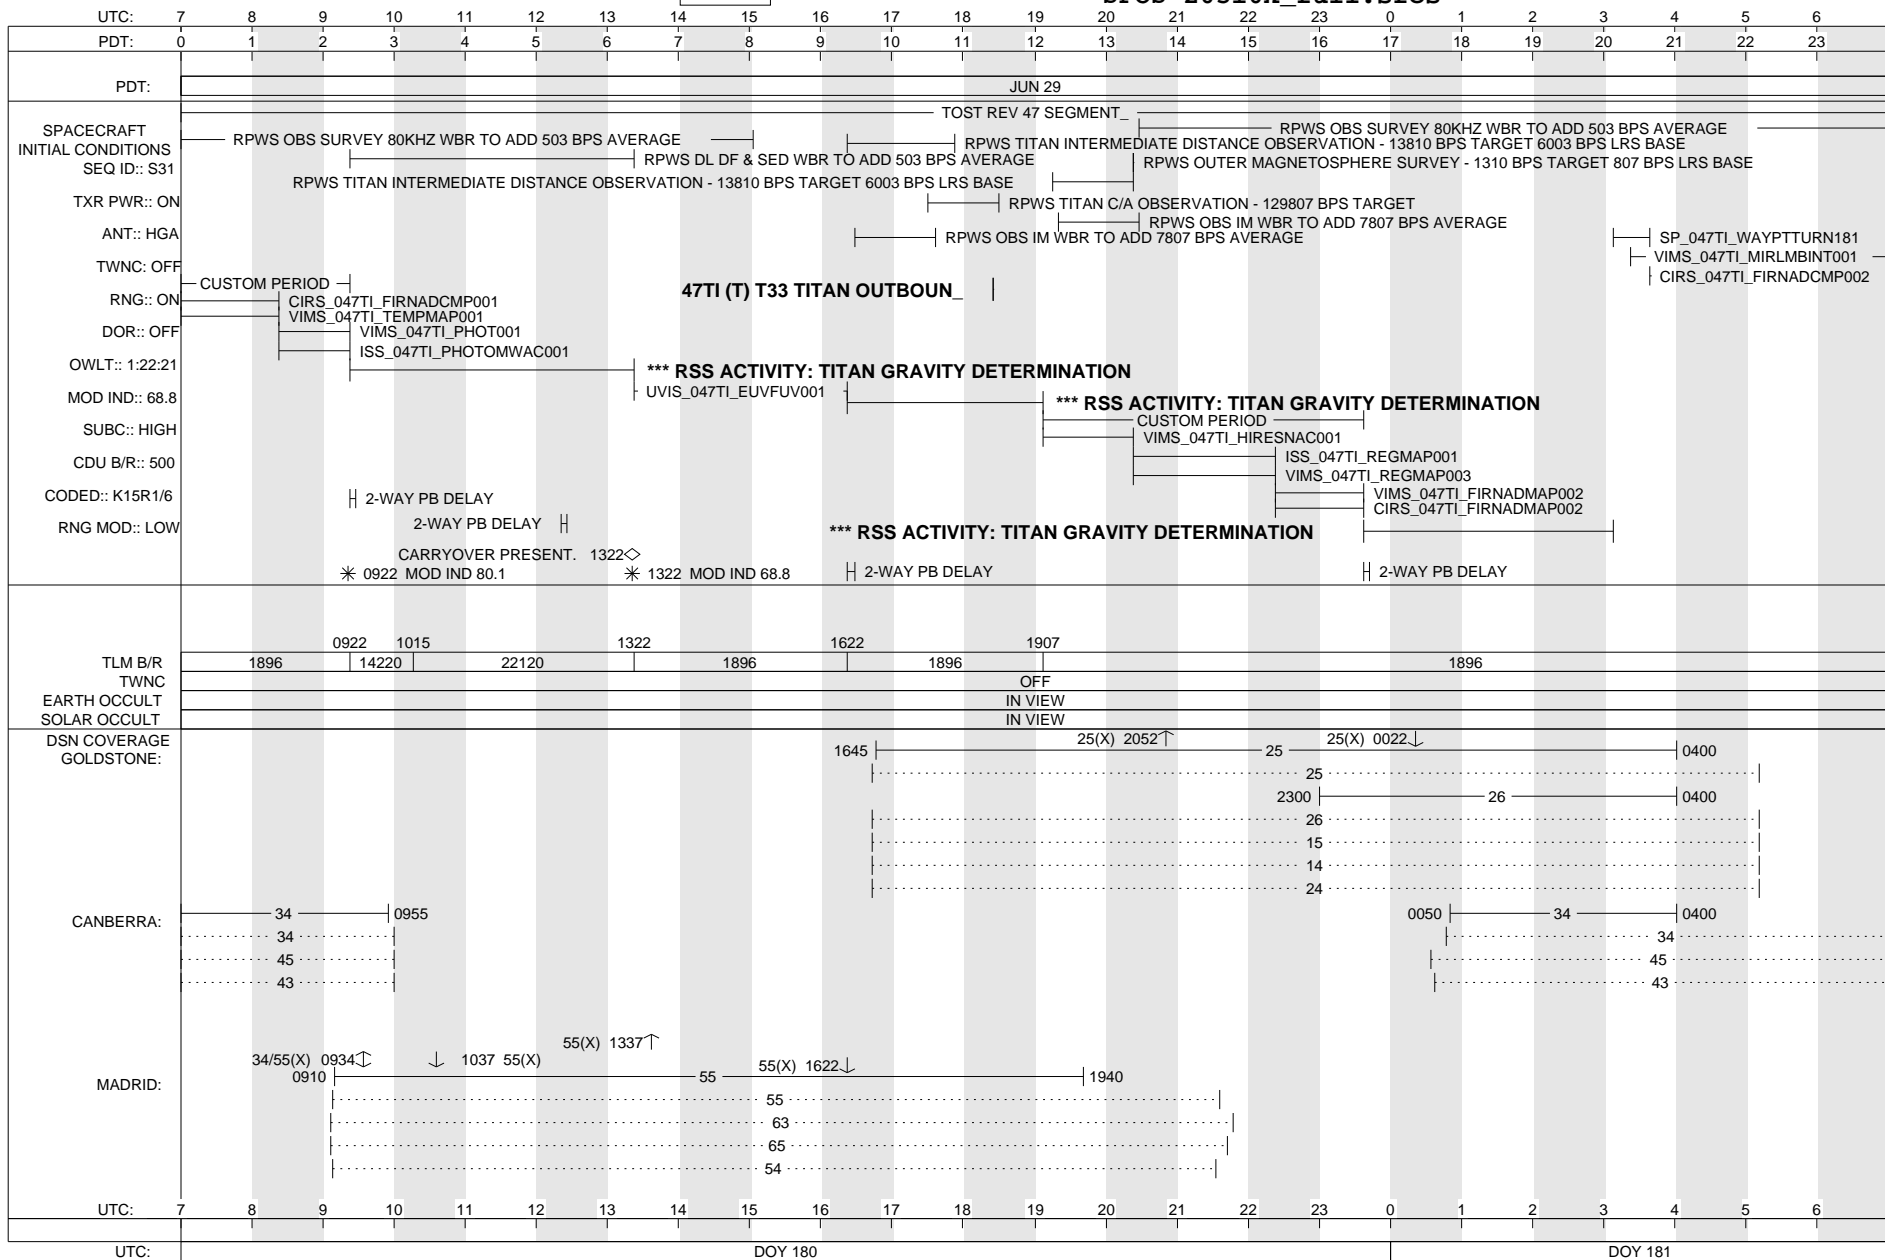 UTC: 7 8 9 10 11 12 13 14 15 16 17 18 19 20 21 22 23 0 1 2 3 4 5 6
PDT: 0 1 2 3 4 5 6 7 8 9 10 11 12 13 14 15 16 17 18 19 20 21 22 23
PDT: JUN 29
TOST REV 47 SEGMENT_
SPACECRAFT
INITIAL CONDITIONS
SEQ ID:: S31
TXR PWR:: ON
ANT:: HGA
TWNC: OFF
RNG:: ON
DOR:: OFF
OWLT:: 1:22:21
MOD IND:: 68.8
SUBC:: HIGH
CDU B/R:: 500
CODED:: K15R1/6
RNG MOD:: LOW
RPWS OBS SURVEY 80KHZ WBR TO ADD 503 BPS AVERAGE
RPWS OBS SURVEY 80KHZ WBR TO ADD 503 BPS AVERAGE
RPWS TITAN INTERMEDIATE DISTANCE OBSERVATION - 13810 BPS TARGET 6003 BPS LRS BASE
RPWS DL DF & SED WBR TO ADD 503 BPS AVERAGE
RPWS OUTER MAGNETOSPHERE SURVEY - 1310 BPS TARGET 807 BPS LRS BASE
RPWS TITAN INTERMEDIATE DISTANCE OBSERVATION - 13810 BPS TARGET 6003 BPS LRS BASE
RPWS TITAN C/A OBSERVATION - 129807 BPS TARGET
RPWS OBS IM WBR TO ADD 7807 BPS AVERAGE
RPWS OBS IM WBR TO ADD 7807 BPS AVERAGE
SP_047TI_WAYPTTURN181
VIMS_047TI_MIRLMBINT001
CIRS_047TI_FIRNADCMP002
CUSTOM PERIOD
47TI (T) T33 TITAN OUTBOUN_
CIRS_047TI_FIRNADCMP001
VIMS_047TI_TEMPMAP001
VIMS_047TI_PHOT001
ISS_047TI_PHOTOMWAC001
*** RSS ACTIVITY: TITAN GRAVITY DETERMINATION
UVIS_047TI_EUVFUV001
*** RSS ACTIVITY: TITAN GRAVITY DETERMINATION
CUSTOM PERIOD
VIMS_047TI_HIRESNAC001
ISS_047TI_REGMAP001
VIMS_047TI_REGMAP003
VIMS_047TI_FIRNADMAP002
CIRS_047TI_FIRNADMAP002
2-WAY PB DELAY
2-WAY PB DELAY
*** RSS ACTIVITY: TITAN GRAVITY DETERMINATION
CARRYOVER PRESENT. 1322
0922 MOD IND 80.1
1322 MOD IND 68.8
2-WAY PB DELAY
2-WAY PB DELAY
0922 1015 1322 1622 1907
TLM B/R 1896 14220 22120 1896 1896 1896
TWNC OFF
EARTH OCCULT IN VIEW
SOLAR OCCULT IN VIEW
DSN COVERAGE
GOLDSTONE:
25(X) 2052 25(X) 0022
1645 25 0400
25
2300 26 0400
26
15
14
24
CANBERRA:
34 0955
0050 34 0400
34 34
45 45
43 43
55(X) 1337
34/55(X) 0934 1037 55(X) 55(X) 1622
MADRID:
0910 55 1940
55
63
65
54
UTC: 7 8 9 10 11 12 13 14 15 16 17 18 19 20 21 22 23 0 1 2 3 4 5 6
UTC: DOY 180 DOY 181